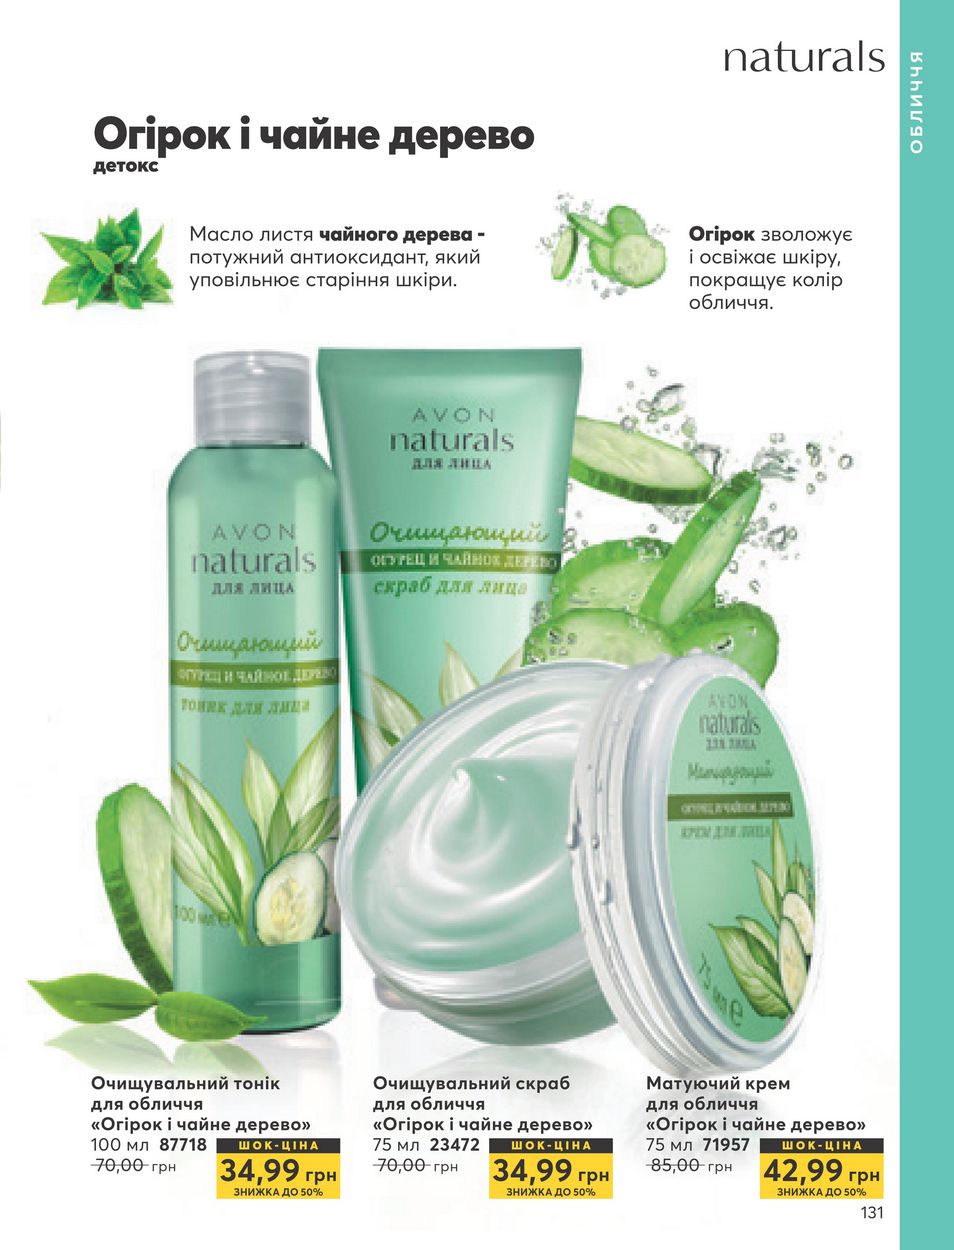 naturals
ОБЛИЧЧЯ
Огірок і чайне дерево
детокс
Масло листя чайного дерева -
потужний антиоксидант, який
уповільнює старіння шкіри.
Огірок зволожує
і освіжає шкіру,
покращує колір
обличчя.
AVON
naturals
ДЛЯ ЛИЦА
Очищающий
ОГУРЕЦ И ЧАЙНОЕ ДЕРЕВО
скраб для лица
AVON
naturals
ДЛЯ ЛИЦА
Очищающий
ОГУРЕЦ И ЧАЙНОЕ ДЕРЕВО
тоник для лица
100 мл e
AVON
naturals
ДЛЯ ЛИЦА
Матирующий
ОГУРЕЦ И ЧАЙНОЕ ДЕРЕВО
КРЕМ ДЛЯ ЛИЦА
75 мл e
Очищувальний тонік
для обличчя
«Огірок і чайне дерево»
100 мл 87718 ШОК-ЦІНА
70,00 грн 34,99 грн
ЗНИЖКА ДО 50%
Очищувальний скраб
для обличчя
«Огірок і чайне дерево»
75 мл 23472 ШОК-ЦІНА
70,00 грн 34,99 грн
ЗНИЖКА ДО 50%
Матуючий крем
для обличчя
«Огірок і чайне дерево»
75 мл 71957 ШОК-ЦІНА
85,00 грн 42,99 грн
ЗНИЖКА ДО 50%
131